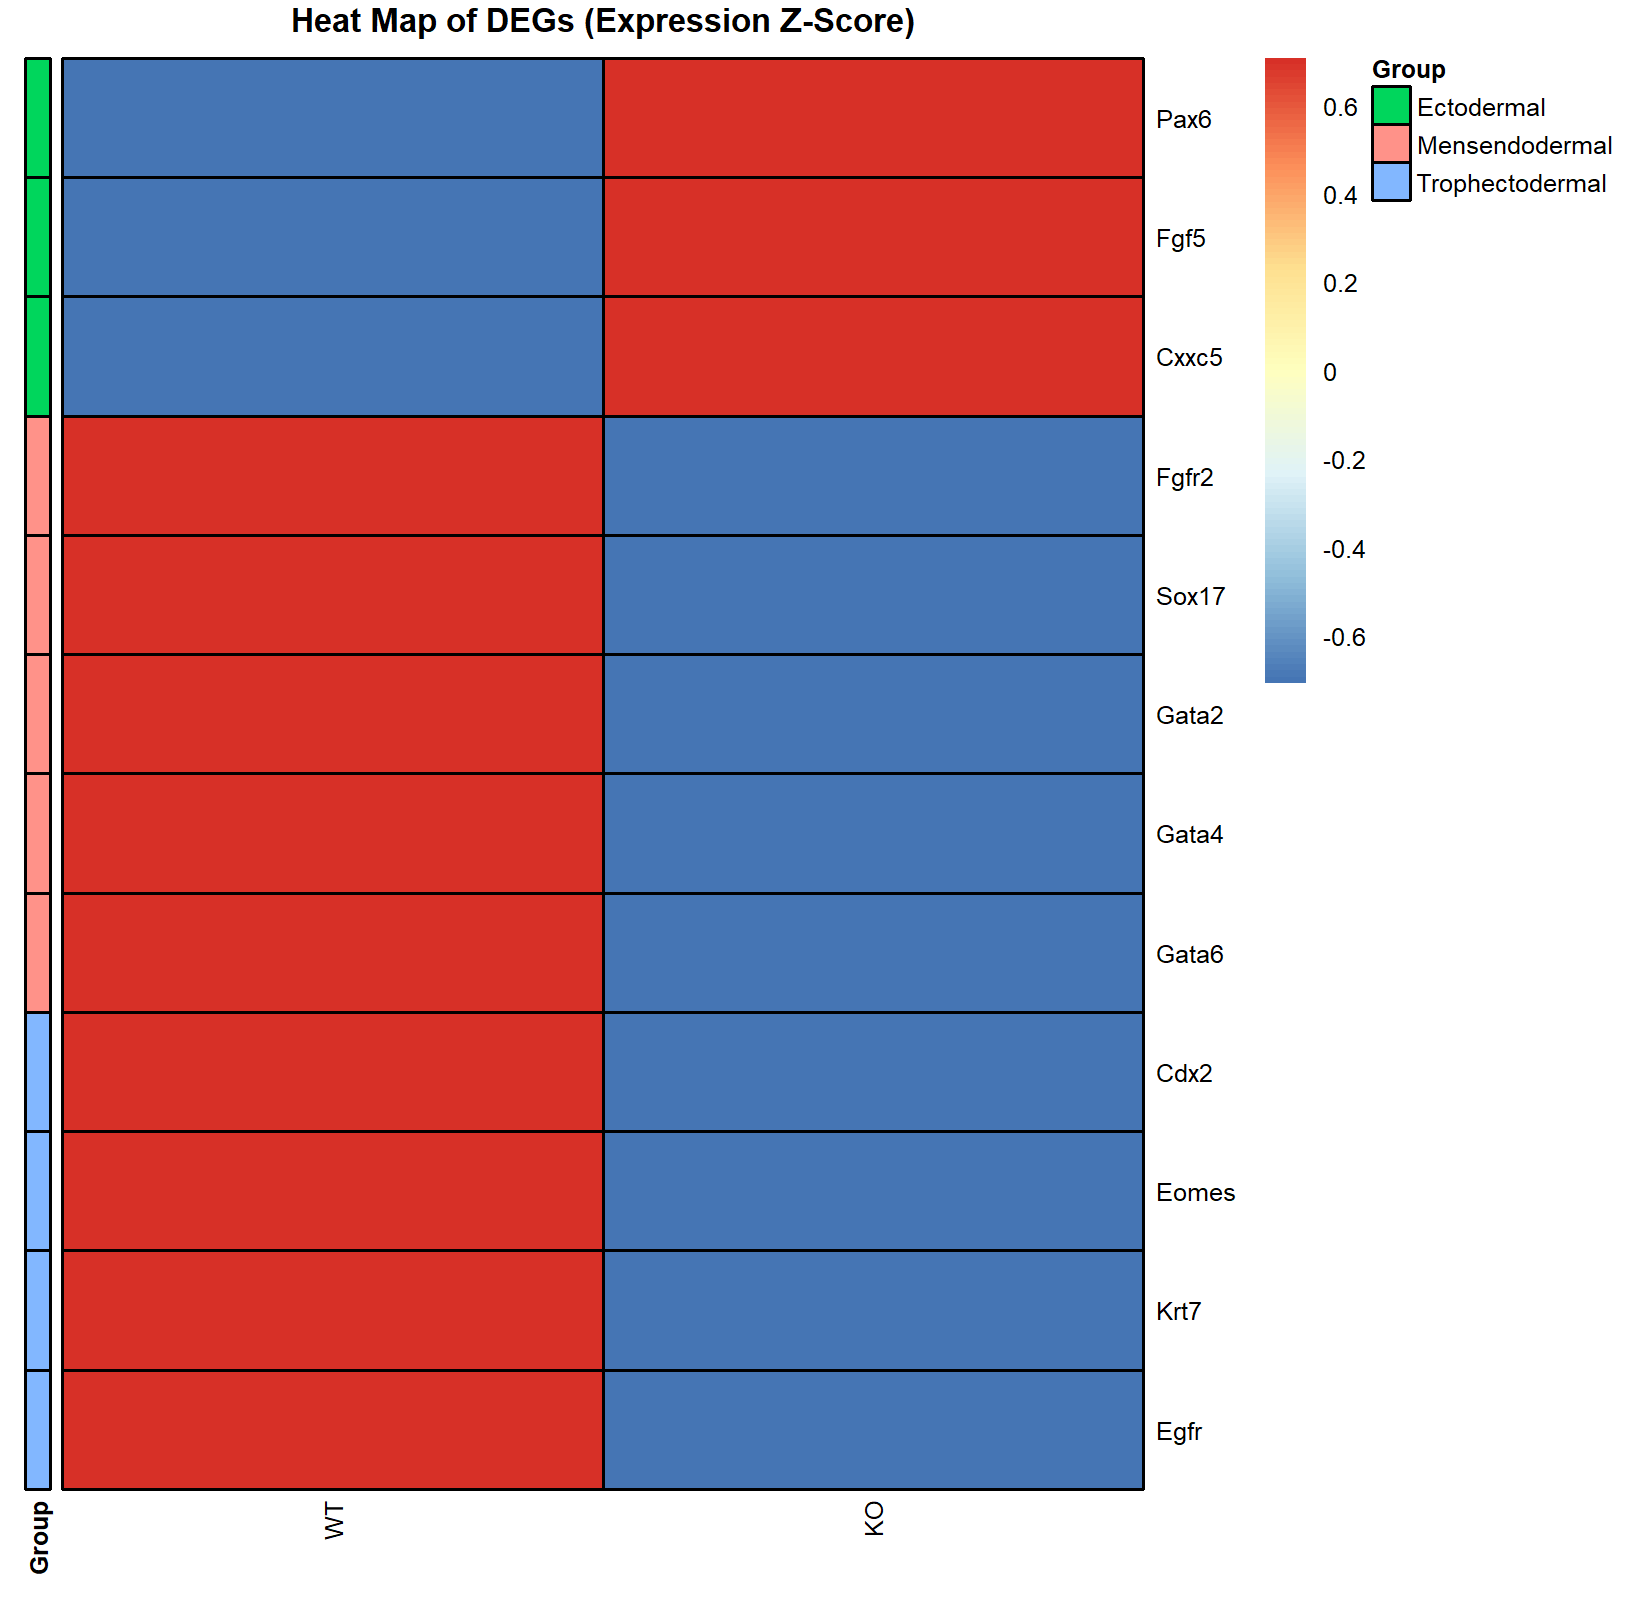 Heat Map of DEGs (Expression Z-Score)
Pax6
Fgf5
Cxxc5
Fgfr2
Sox17
Gata2
Gata4
Gata6
Cdx2
Eomes
Krt7
Egfr
0.6
0.4
0.2
0
-0.2
-0.4
-0.6
Group
Ectodermal
Mensendodermal
Trophectodermal
Group
WT
KO